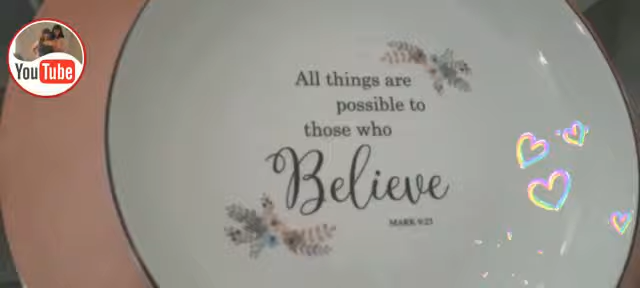 YouTube
All things are
possible to
those who
Believe
MARK 9:23